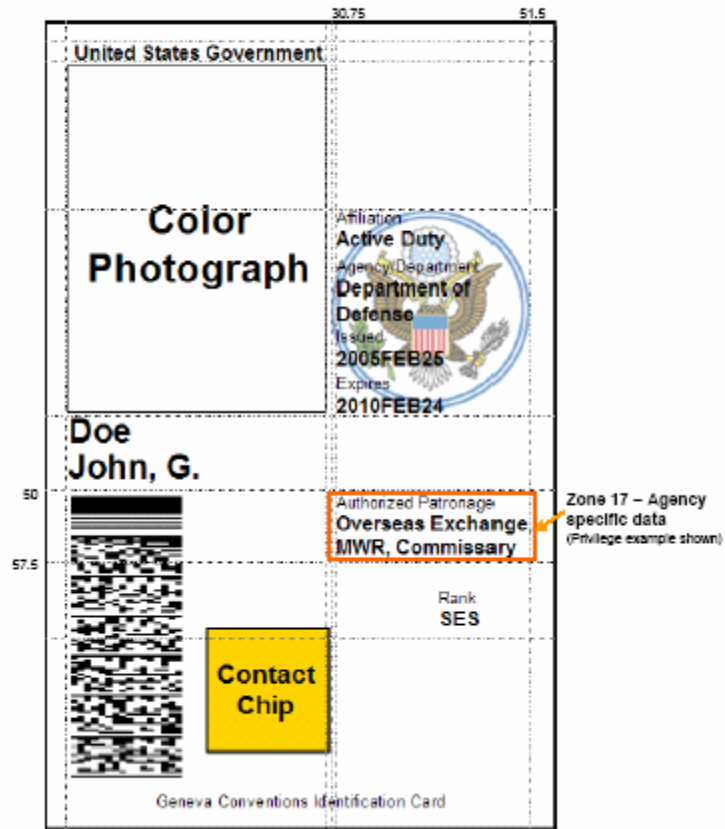 30.75 51.5
United States Government
Color
Photograph
Affiliation
Active Duty
Agency/Department
Department of
Defense
Issued
2005FEB25
Expires
2010FEB24
Doe
John, G.
50
Authorized Patronage
Overseas Exchange,
MWR, Commissary
Zone 17 – Agency
specific data
(Privilege example shown)
57.5
Rank
SES
Contact
Chip
Geneva Conventions Identification Card